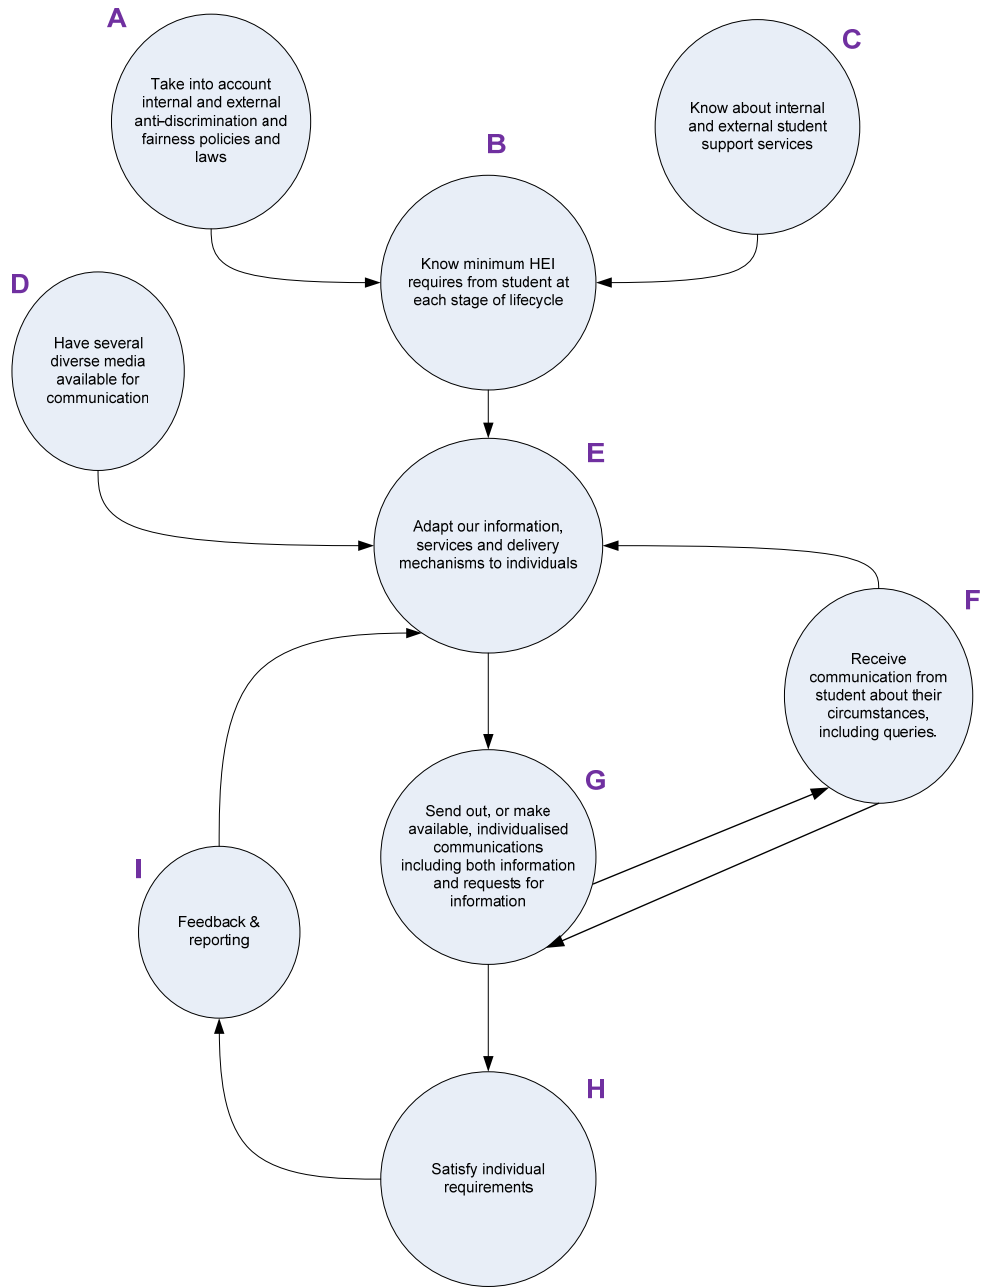 A
Take into account
internal and external
anti-discrimination and
fairness policies and
laws
B
Know minimum HEI
requires from student at
each stage of lifecycle
C
Know about internal
and external student
support services
D
Have several
diverse media
available for
communication
E
Adapt our information,
services and delivery
mechanisms to individuals
F
Receive
communication from
student about their
circumstances,
including queries.
G
Send out, or make
available, individualised
communications
including both information
and requests for
information
H
Satisfy individual
requirements
I
Feedback &
reporting